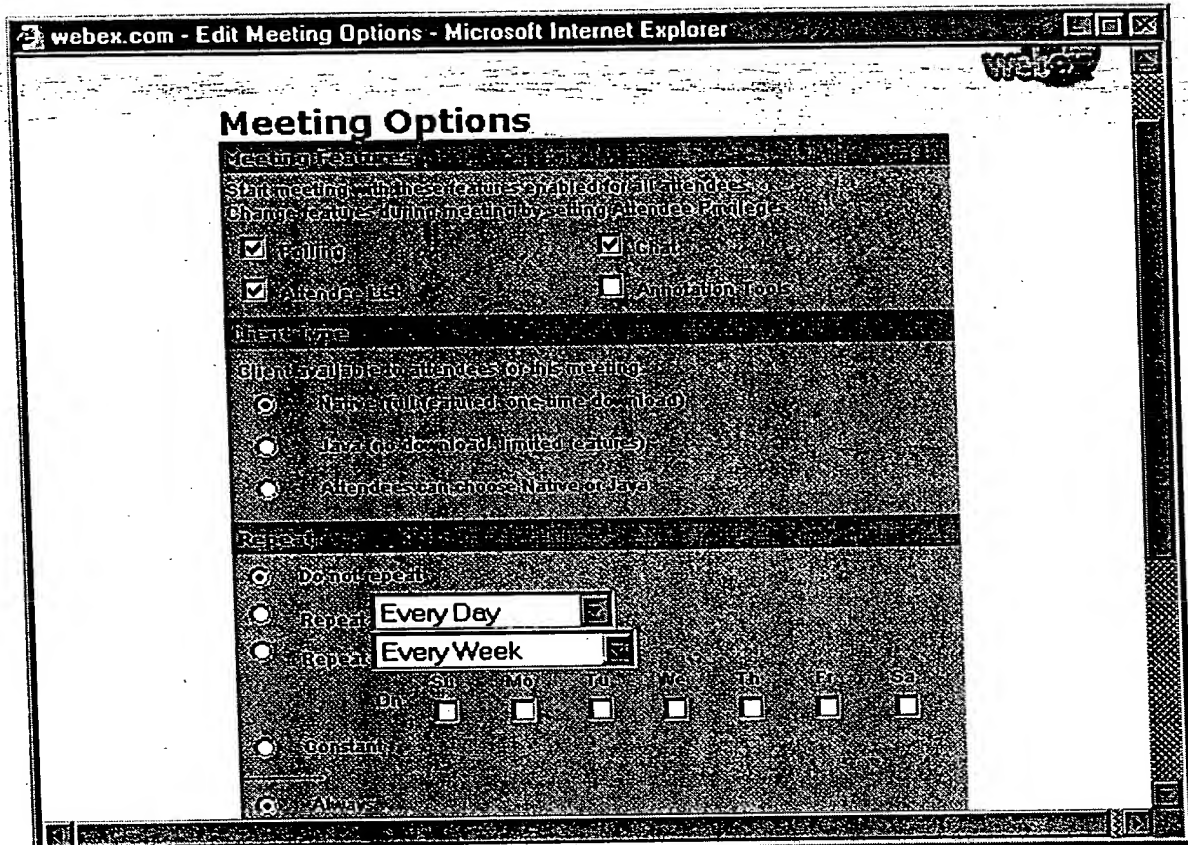 webex.com - Edit Meeting Options - Microsoft Internet Explorer
webex
Meeting Options
Meeting Features
Start meeting with these features enabled for all attendees.
Change features during meeting by setting Attendee Privileges
Polling Chat
Attendee List Annotation Tools
Client Type
Client available to attendees for this meeting:
Native (full featured, one-time download)
Java (no download, limited features)
Attendees can choose Native or Java
Repeat
Do not repeat
Repeat Every Day
Repeat Every Week
Su Mo Tu We Th Fr Sa
On
Constant
Always